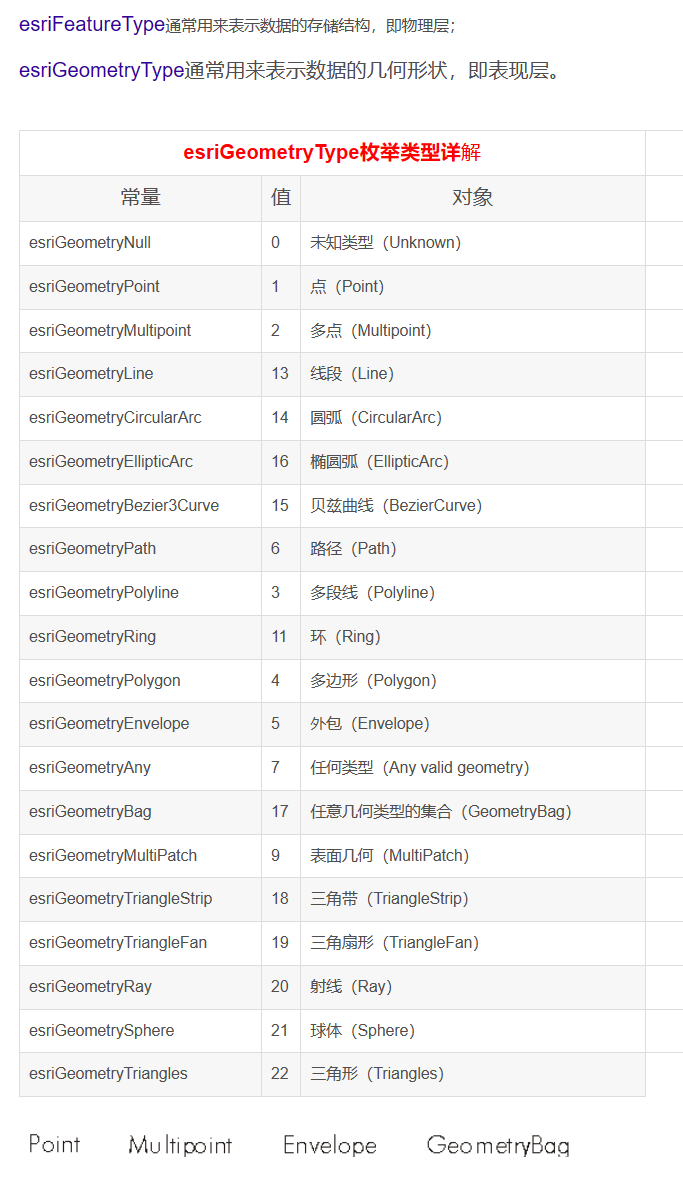 esriFeatureType通常用来表示数据的存储结构，即物理层；
esriGeometryType通常用来表示数据的几何形状，即表现层。
esriGeometryType枚举类型详解
常量 值 对象
esriGeometryNull 0 未知类型（Unknown）
esriGeometryPoint 1 点（Point）
esriGeometryMultipoint 2 多点（Multipoint）
esriGeometryLine 13 线段（Line）
esriGeometryCircularArc 14 圆弧（CircularArc）
esriGeometryEllipticArc 16 椭圆弧（EllipticArc）
esriGeometryBezier3Curve 15 贝兹曲线（BezierCurve）
esriGeometryPath 6 路径（Path）
esriGeometryPolyline 3 多段线（Polyline）
esriGeometryRing 11 环（Ring）
esriGeometryPolygon 4 多边形（Polygon）
esriGeometryEnvelope 5 外包（Envelope）
esriGeometryAny 7 任何类型（Any valid geometry）
esriGeometryBag 17 任意几何类型的集合（GeometryBag）
esriGeometryMultiPatch 9 表面几何（MultiPatch）
esriGeometryTriangleStrip 18 三角带（TriangleStrip）
esriGeometryTriangleFan 19 三角扇形（TriangleFan）
esriGeometryRay 20 射线（Ray）
esriGeometrySphere 21 球体（Sphere）
esriGeometryTriangles 22 三角形（Triangles）
Point Multipoint Envelope GeometryBag